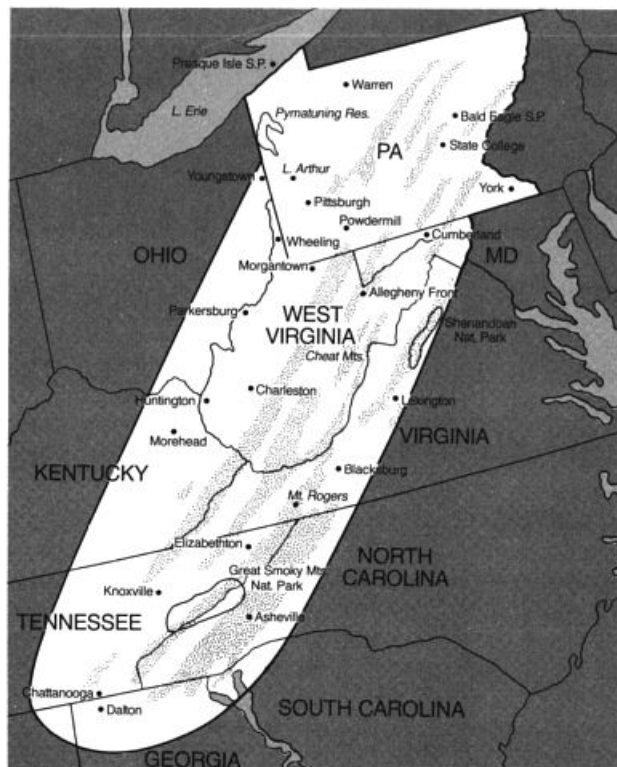 Presque Isle S.P.
Warren
L. Erie
Pymatuning Res.
Bald Eagle S.P.
PA
State College
Youngstown
L. Arthur
York
Pittsburgh
Powdermill
Cumberland
OHIO
Wheeling
MD
Morgantown
Allegheny Front
Parkersburg
WEST
VIRGINIA
Shenandoah
Nat. Park
Cheat Mts.
Charleston
Huntington
Lexington
Morehead
VIRGINIA
KENTUCKY
Blacksburg
Mt. Rogers
Elizabethton
NORTH
CAROLINA
Great Smoky Mts.
Nat. Park
Knoxville
TENNESSEE
Asheville
Chattanooga
Dalton
SOUTH CAROLINA
GEORGIA